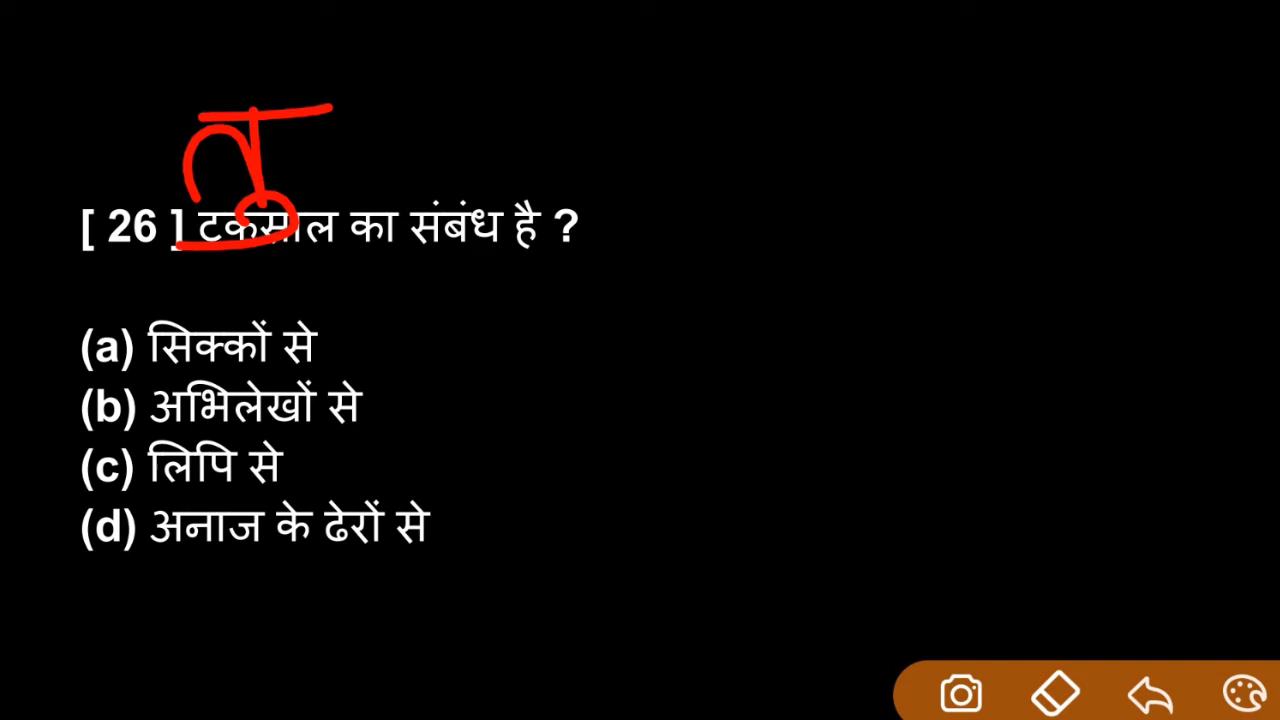 तु
[ 26 ] टकसाल का संबंध है ?
(a) सिक्कों से
(b) अभिलेखों से
(c) लिपि से
(d) अनाज के ढेरों से